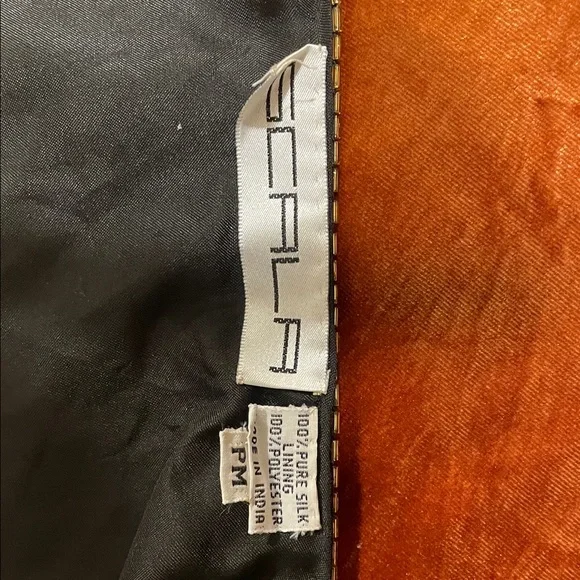 SCALA
100% PURE SILK
LINING
100% POLYESTER
MADE IN INDIA
PM